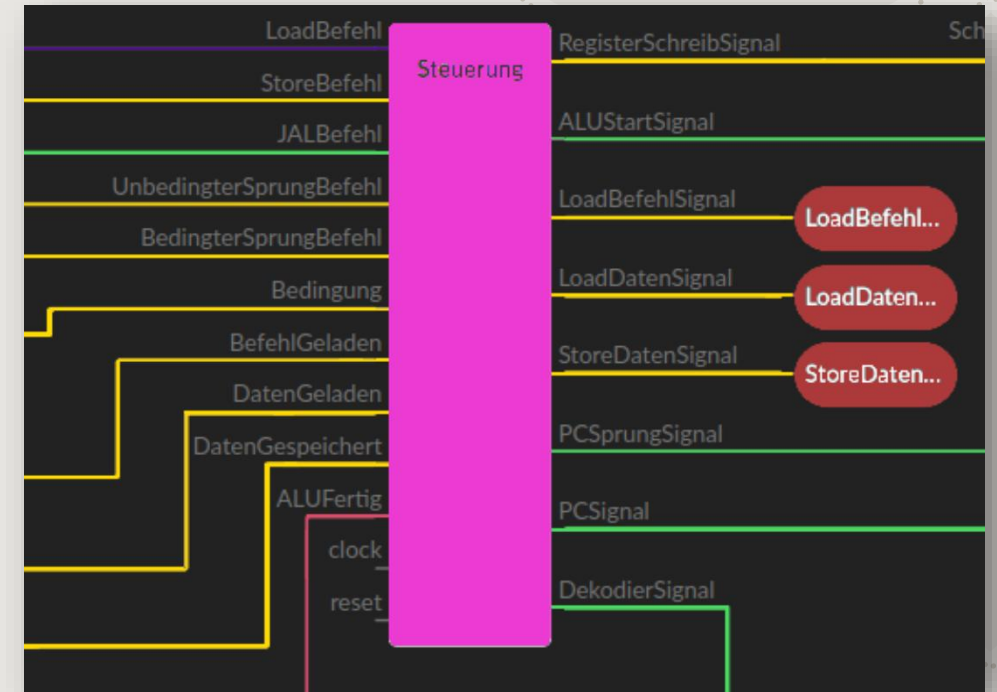 LoadBefehl
StoreBefehl
JALBefehl
UnbedingterSprungBefehl
BedingterSprungBefehl
Bedingung
BefehlGeladen
DatenGeladen
DatenGespeichert
ALUFertig
clock
reset
Steuerung
RegisterSchreibSignal
Sch
ALUStartSignal
LoadBefehlSignal
LoadBefehl...
LoadDatenSignal
LoadDaten...
StoreDatenSignal
StoreDaten...
PCSprungSignal
PCSignal
DekodierSignal